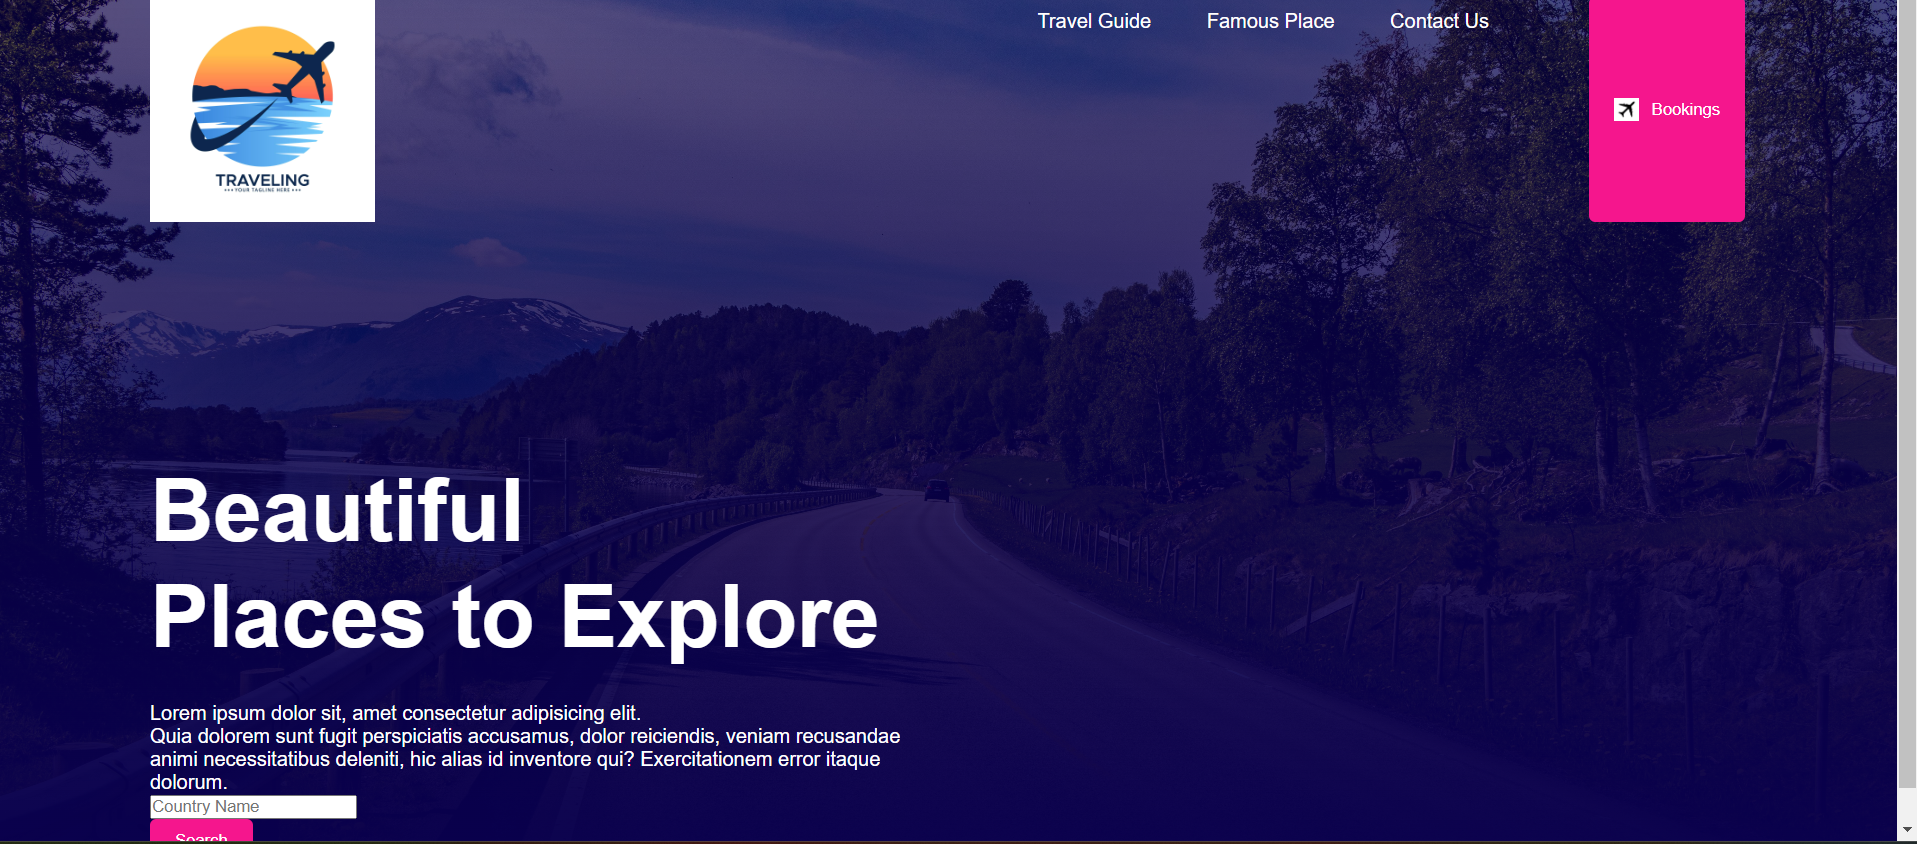 TRAVELING
YOUR TAGLINE HERE
Travel Guide
Famous Place
Contact Us
Bookings
Beautiful
Places to Explore
Lorem ipsum dolor sit, amet consectetur adipisicing elit.
Quia dolorem sunt fugit perspiciatis accusamus, dolor reiciendis, veniam recusandae
animi necessitatibus deleniti, hic alias id inventore qui? Exercitationem error itaque
dolorum.
Country Name
Search